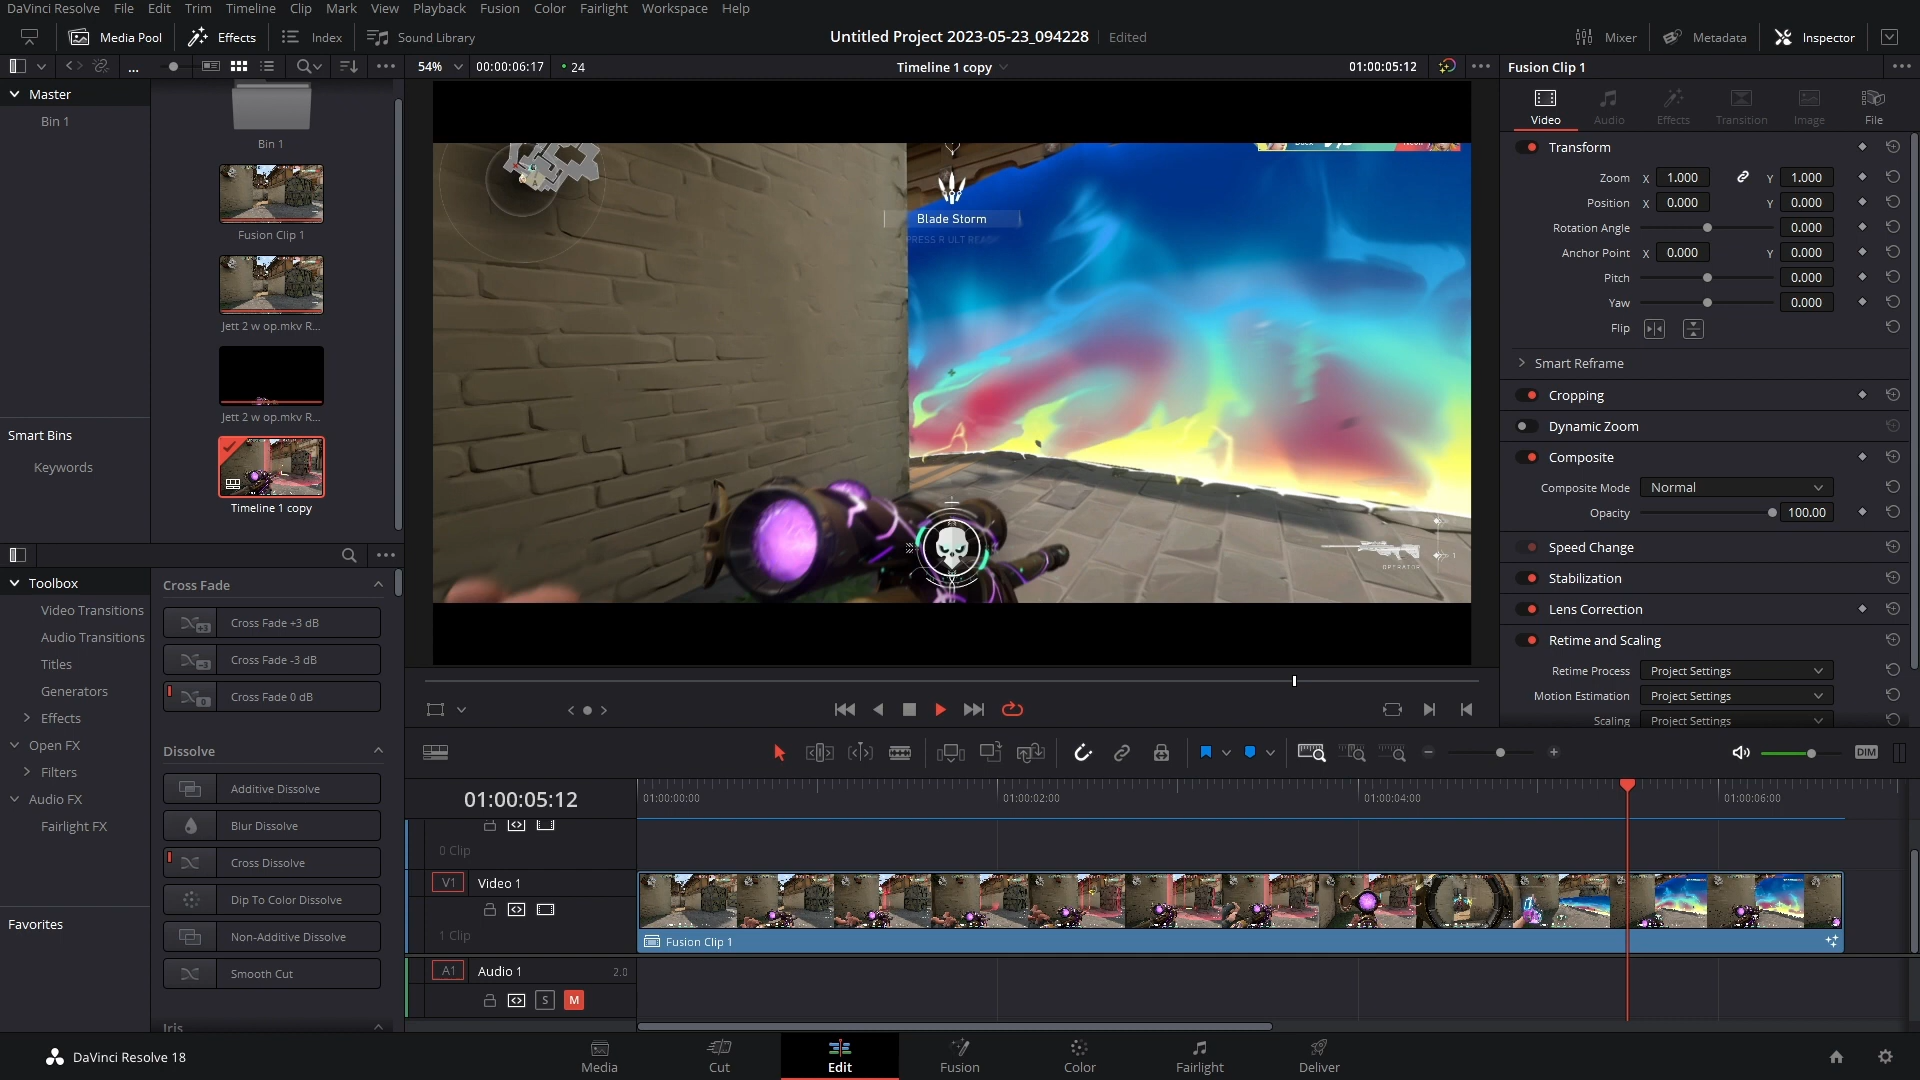 DaVinci Resolve File Edit Trim Timeline Clip Mark View Playback Fusion Color Fairlight Workspace Help
Media Pool Effects Index Sound Library
Untitled Project 2023-05-23_094228 Edited
Mixer Metadata Inspector
54% 00:00:06:17 24 Timeline 1 copy 01:00:05:12
Master
Bin 1
Bin 1
Fusion Clip 1
Jett 2 w op.mkv R...
Jett 2 w op.mkv R...
Timeline 1 copy
Smart Bins
Keywords
Toolbox
Video Transitions
Audio Transitions
Titles
Generators
Effects
Open FX
Filters
Audio FX
Fairlight FX
Favorites
Cross Fade
Cross Fade +3 dB
Cross Fade -3 dB
Cross Fade 0 dB
Dissolve
Additive Dissolve
Blur Dissolve
Cross Dissolve
Dip To Color Dissolve
Non-Additive Dissolve
Smooth Cut
Iris
Blade Storm
PRESS R ULT READY
OPERATOR
Fusion Clip 1
Video Audio Effects Transition Image File
Transform
Zoom X 1.000 Y 1.000
Position X 0.000 Y 0.000
Rotation Angle 0.000
Anchor Point X 0.000 Y 0.000
Pitch 0.000
Yaw 0.000
Flip
Smart Reframe
Cropping
Dynamic Zoom
Composite
Composite Mode Normal
Opacity 100.00
Speed Change
Stabilization
Lens Correction
Retime and Scaling
Retime Process Project Settings
Motion Estimation Project Settings
Scaling Project Settings
DIM
01:00:05:12
01:00:00:00 01:00:02:00 01:00:04:00 01:00:06:00
0 Clip
V1 Video 1
1 Clip
Fusion Clip 1
A1 Audio 1 2.0
S M
DaVinci Resolve 18
Media Cut Edit Fusion Color Fairlight Deliver